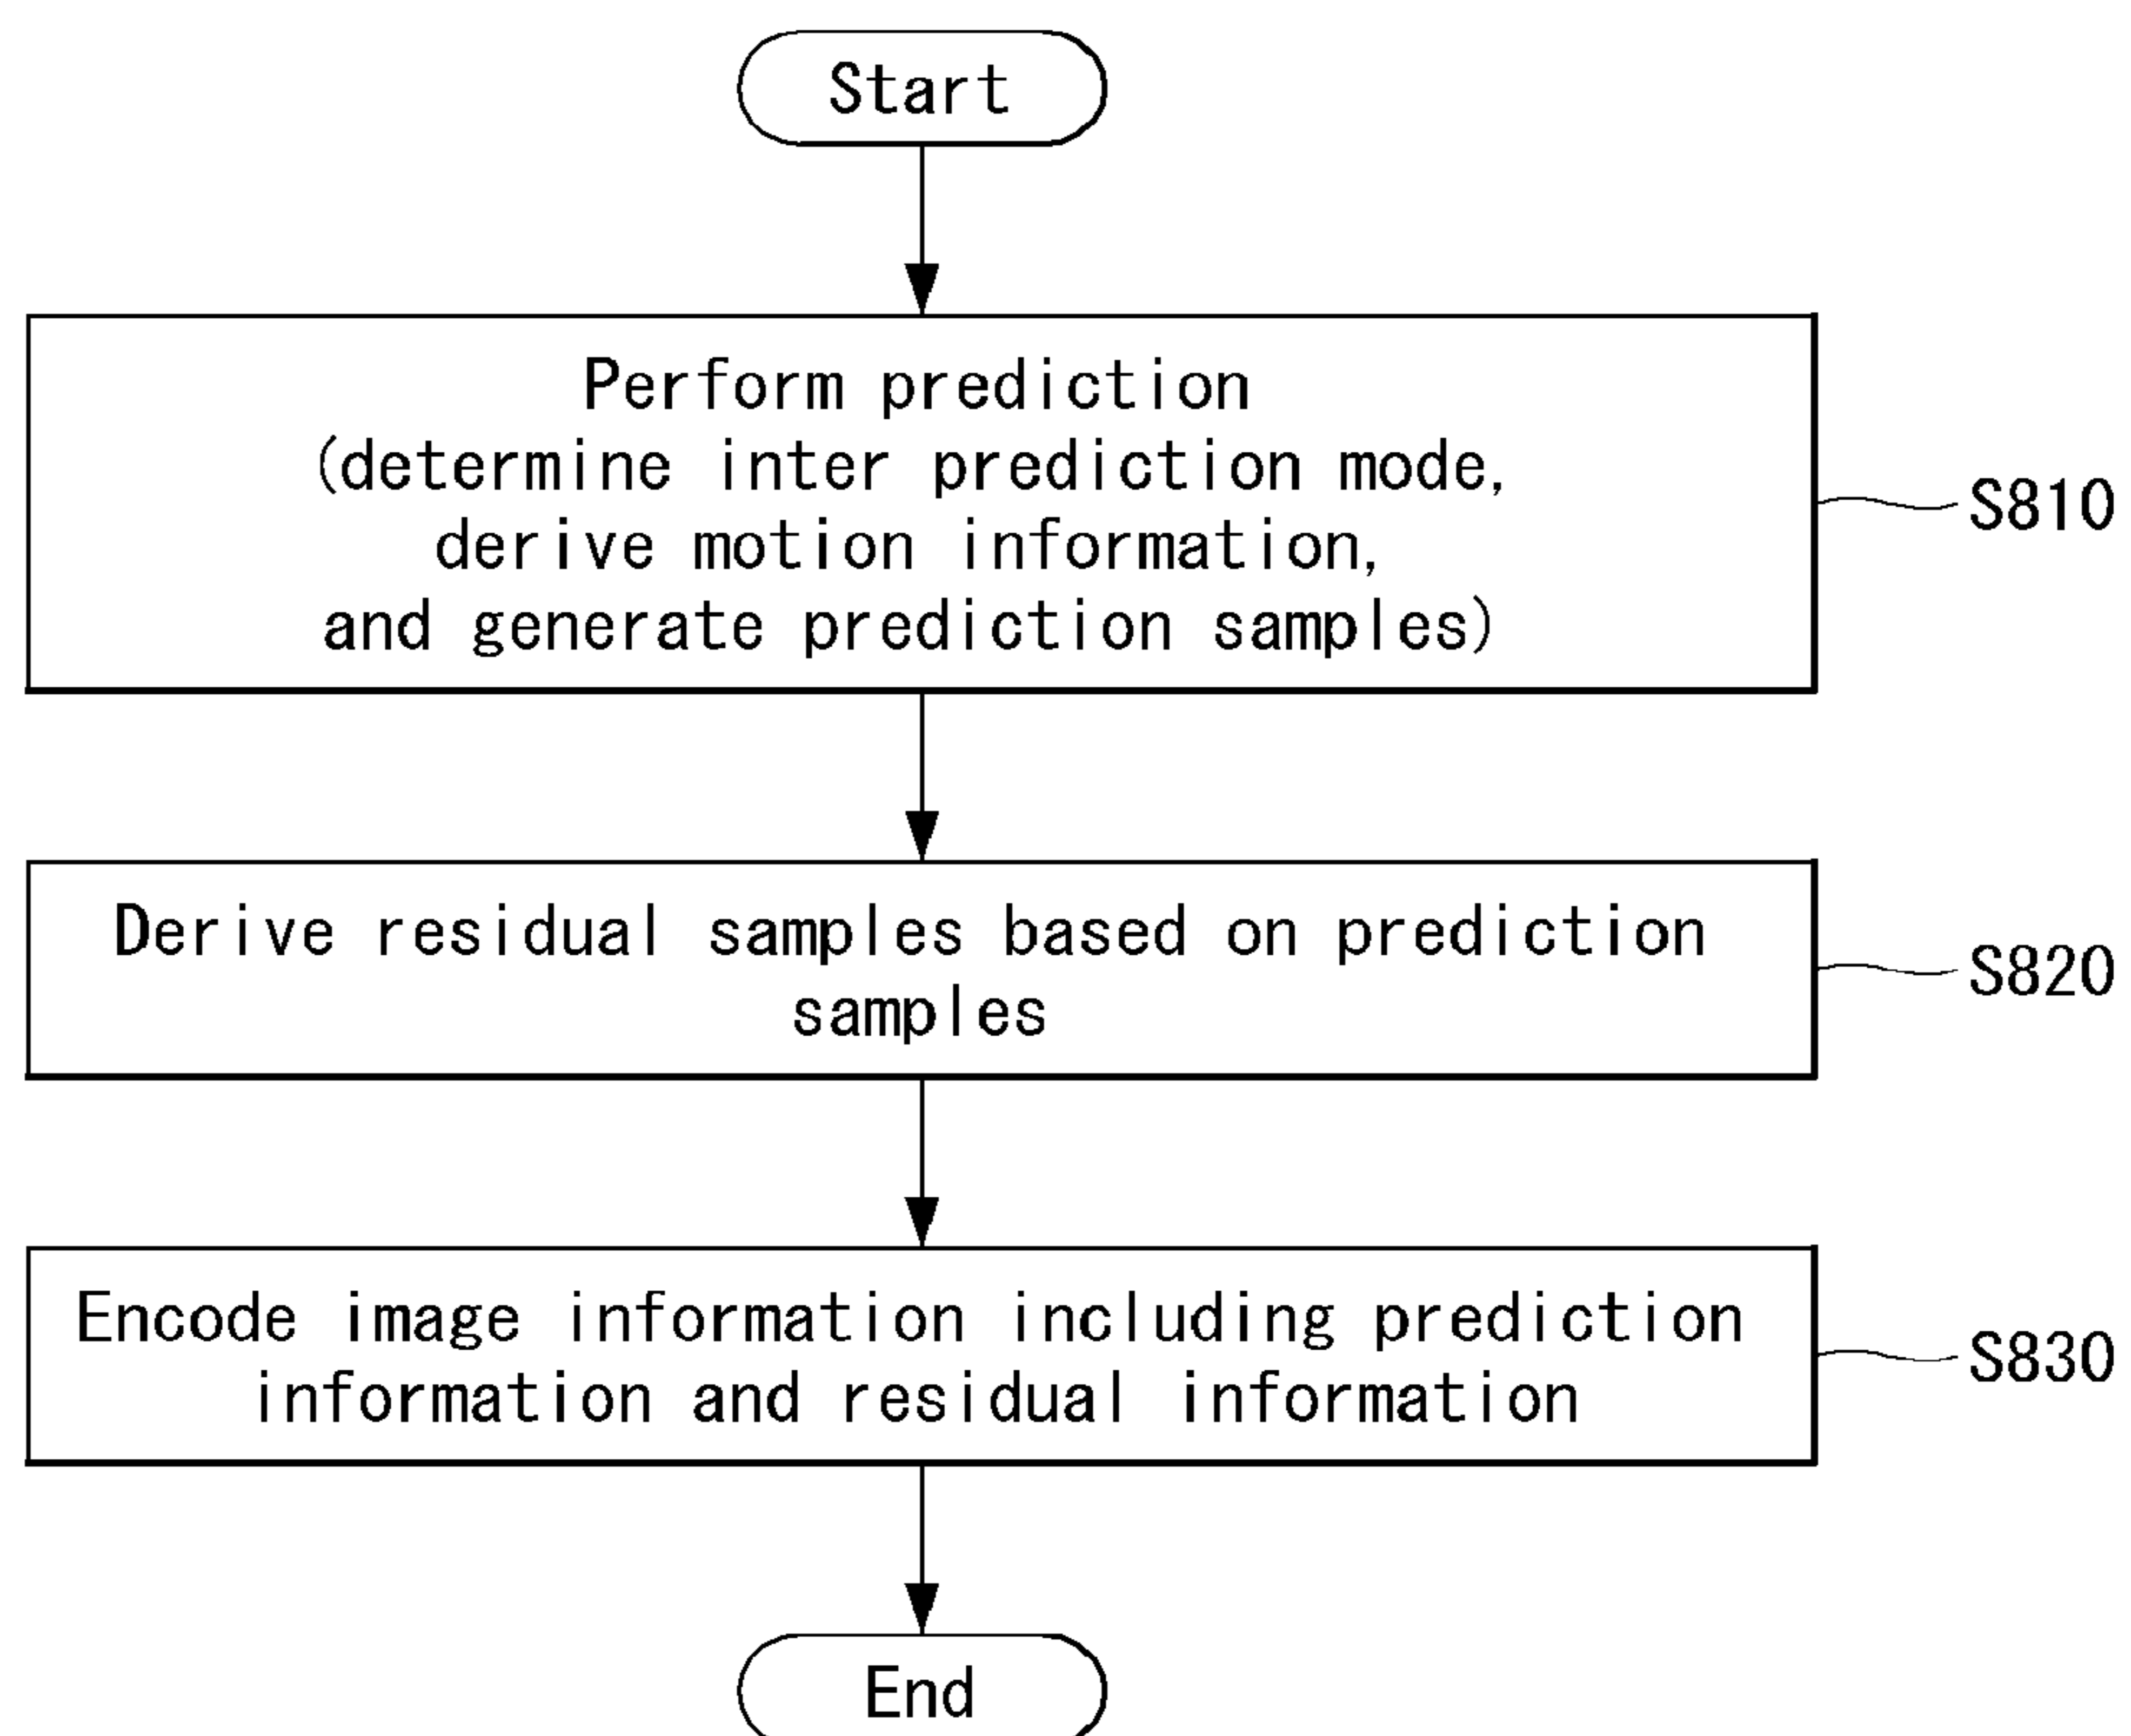 Start
Perform prediction
(determine inter prediction mode,
derive motion information,
and generate prediction samples)
S810
Derive residual samples based on prediction
samples
S820
Encode image information including prediction
information and residual information
S830
End